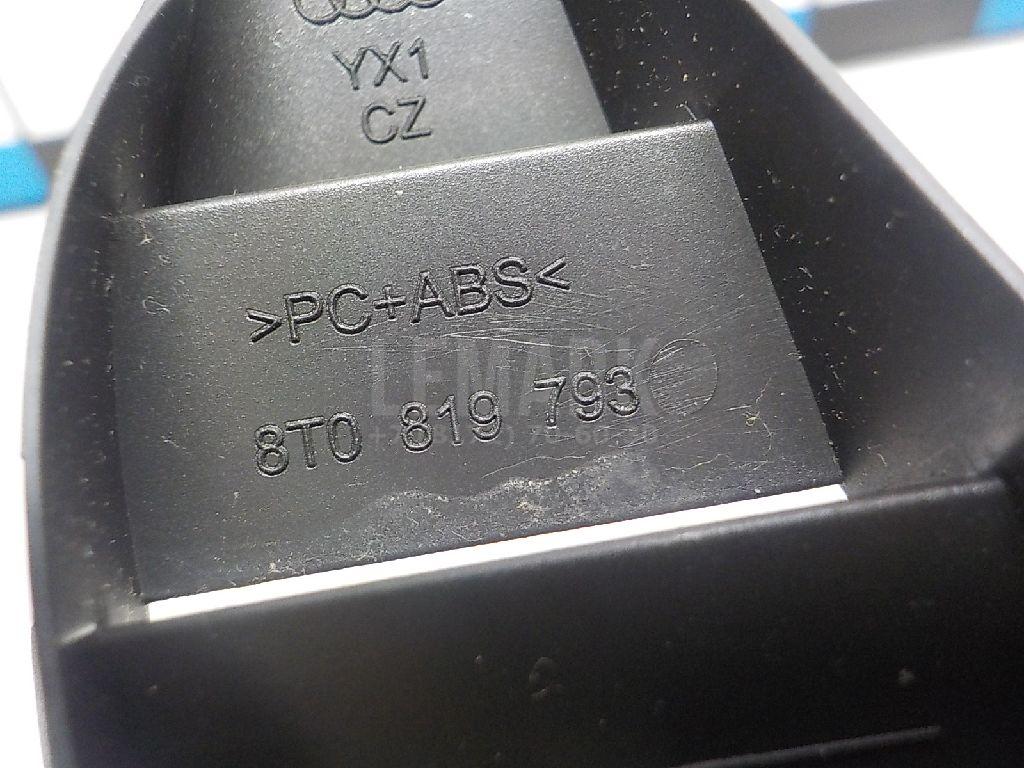 YX1
CZ
>PC+ABS<
LEMARK
8T0 819 793